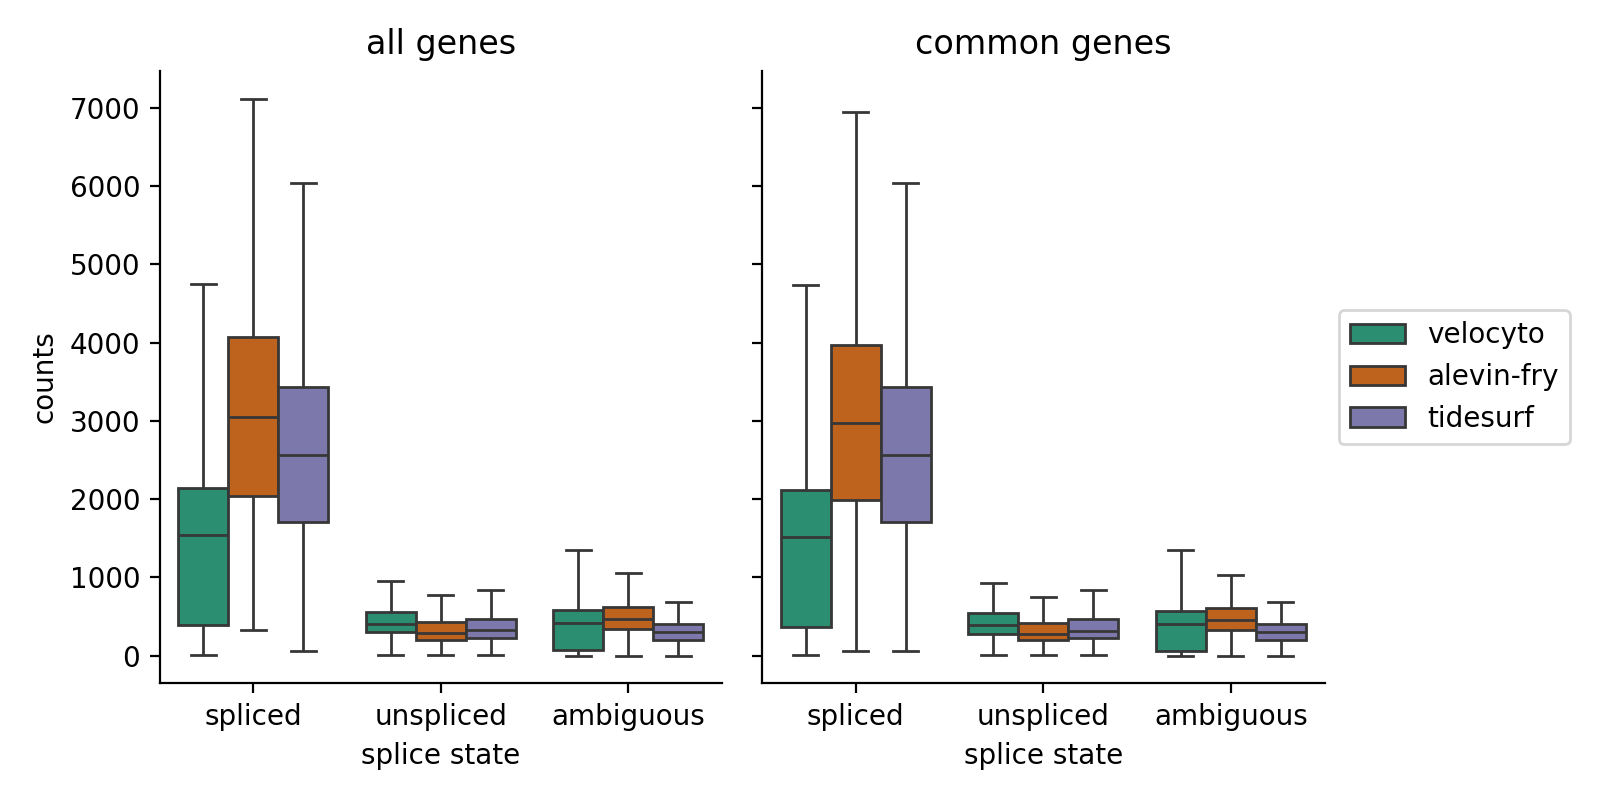 all genes
common genes
7000
6000
5000
4000
3000
2000
1000
0
counts
spliced
unspliced
ambiguous
splice state
spliced
unspliced
ambiguous
splice state
velocyto
alevin-fry
tidesurf